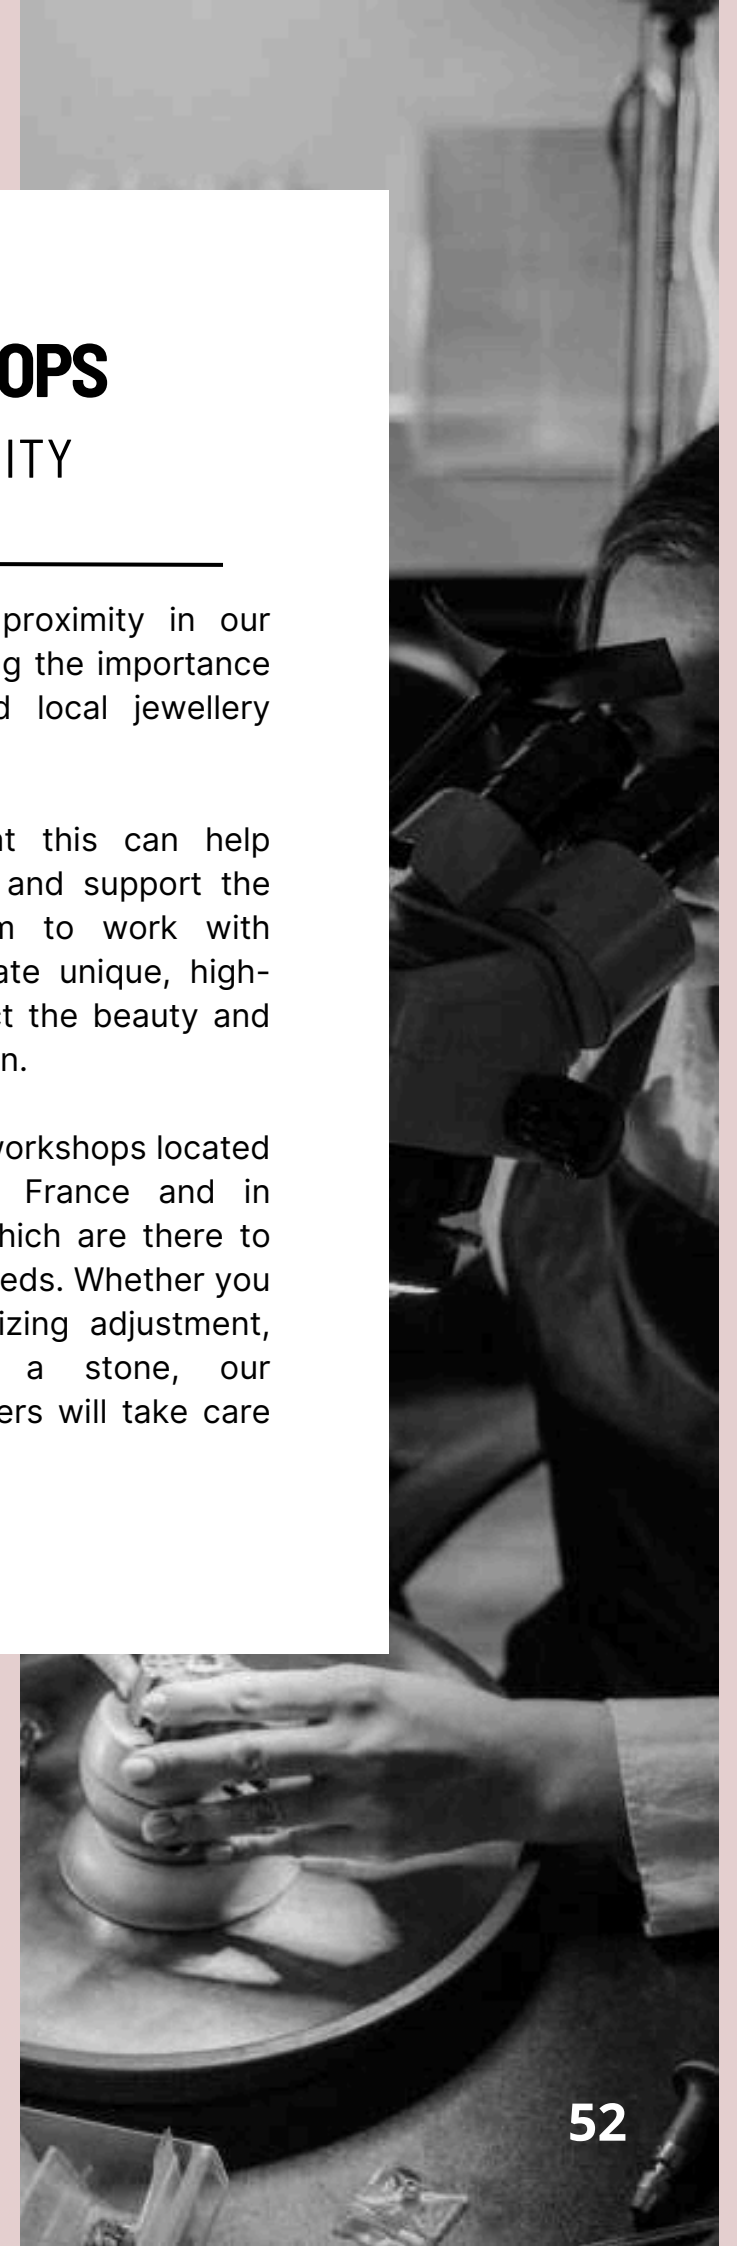 OPS
ITY
proximity in our
g the importance
d local jewellery
t this can help
and support the
m to work with
ate unique, high-
t the beauty and
n.
workshops located
France and in
hich are there to
eds. Whether you
izing adjustment,
a stone, our
ers will take care
52